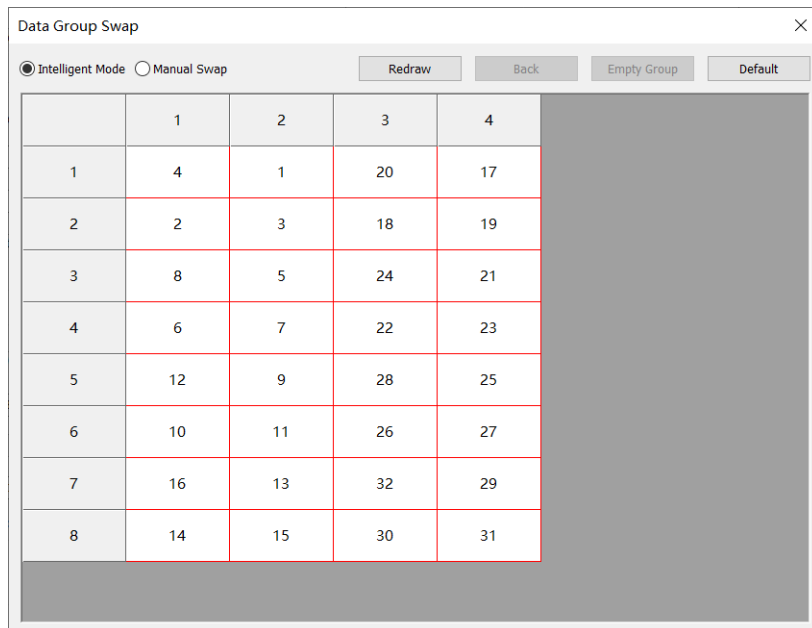 Data Group Swap
Intelligent Mode Manual Swap Redraw Back Empty Group Default
1 2 3 4
1 4 1 20 17
2 2 3 18 19
3 8 5 24 21
4 6 7 22 23
5 12 9 28 25
6 10 11 26 27
7 16 13 32 29
8 14 15 30 31